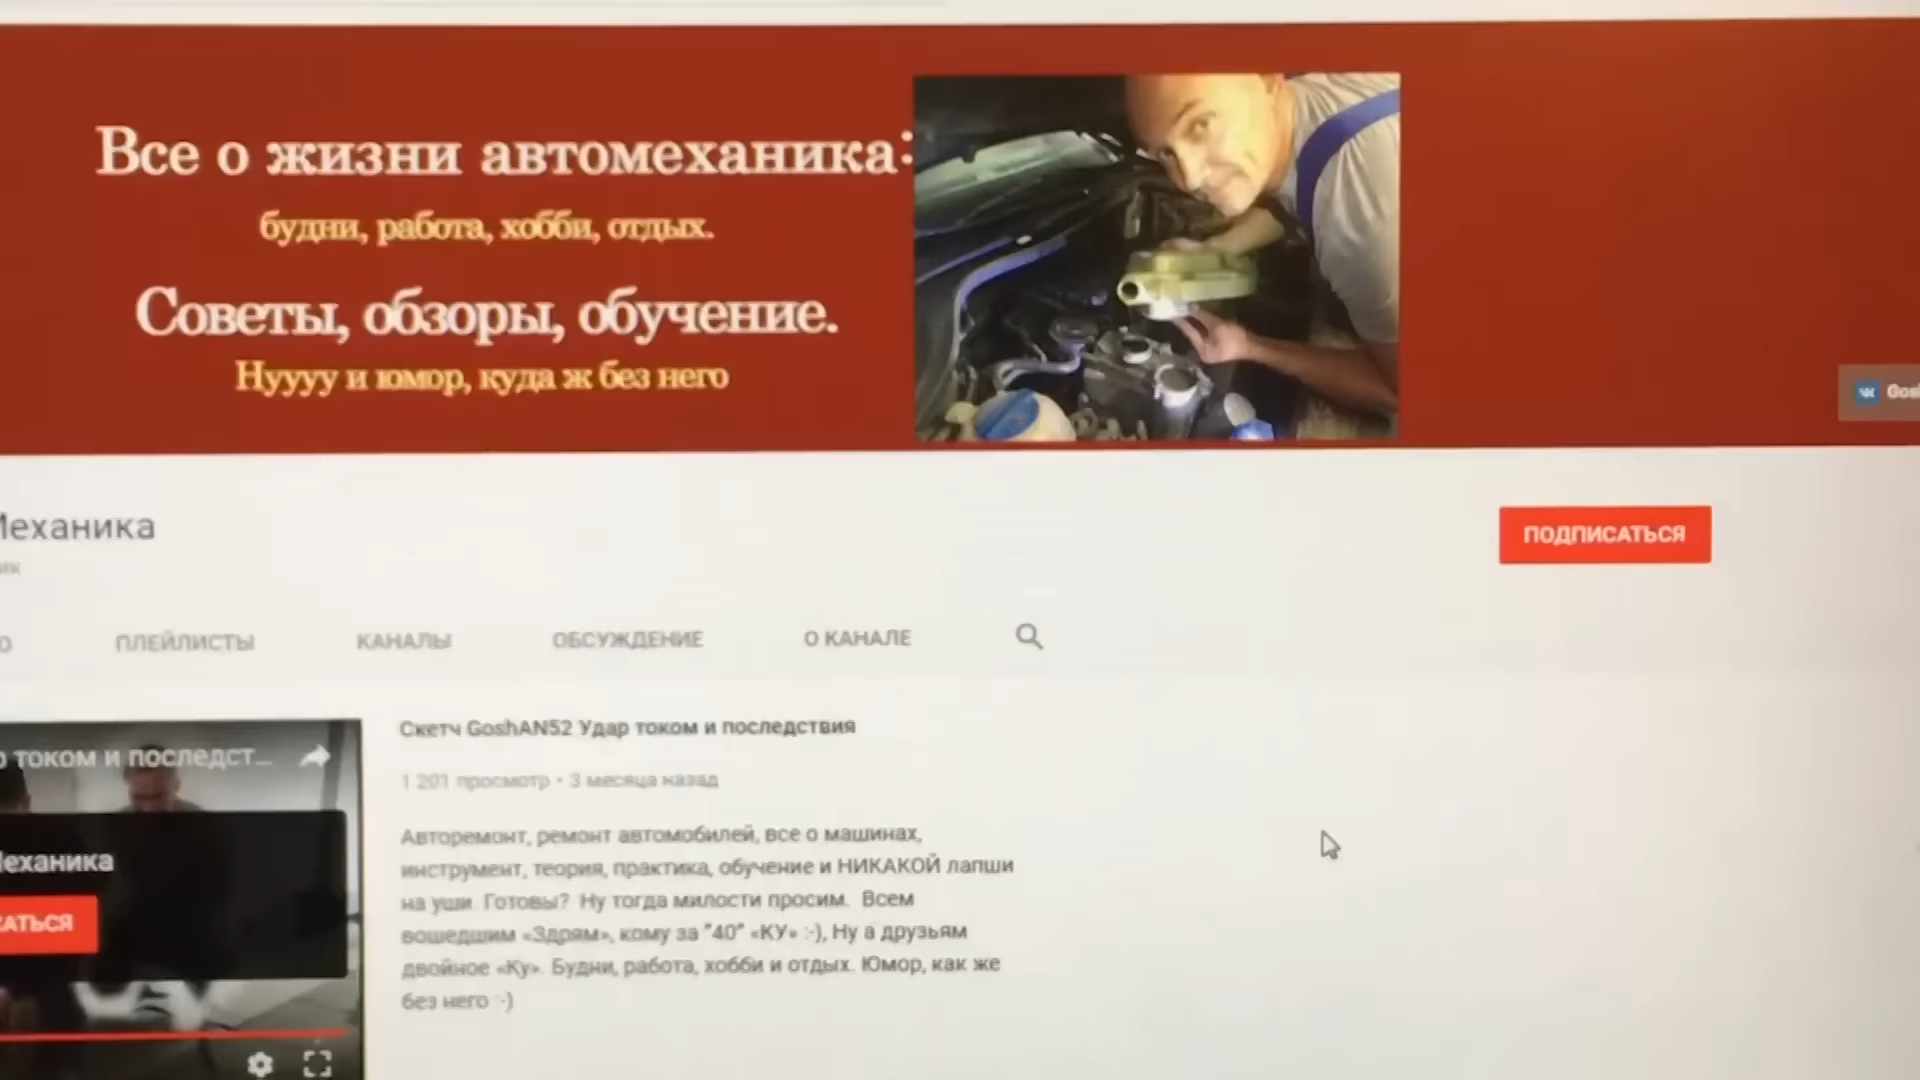 Все о жизни автомеханика:
будни, работа, хобби, отдых.
Советы, обзоры, обучение.
Нуууу и юмор, куда ж без него
Gosh
Механика
ик
ПОДПИСАТЬСЯ
О
ПЛЕЙЛИСТЫ
КАНАЛЫ
ОБСУЖДЕНИЕ
О КАНАЛЕ
р током и последст...
Механика
САТЬСЯ
Скетч GoshAN52 Удар током и последствия
1 201 просмотр • 3 месяца назад
Авторемонт, ремонт автомобилей, все о машинах,
инструмент, теория, практика, обучение и НИКАКОЙ лапши
на уши. Готовы? Ну тогда милости просим. Всем
вошедшим «Здрям», кому за "40" «КУ» :-), Ну а друзьям
двойное «Ку». Будни, работа, хобби и отдых. Юмор, как же
без него :-)